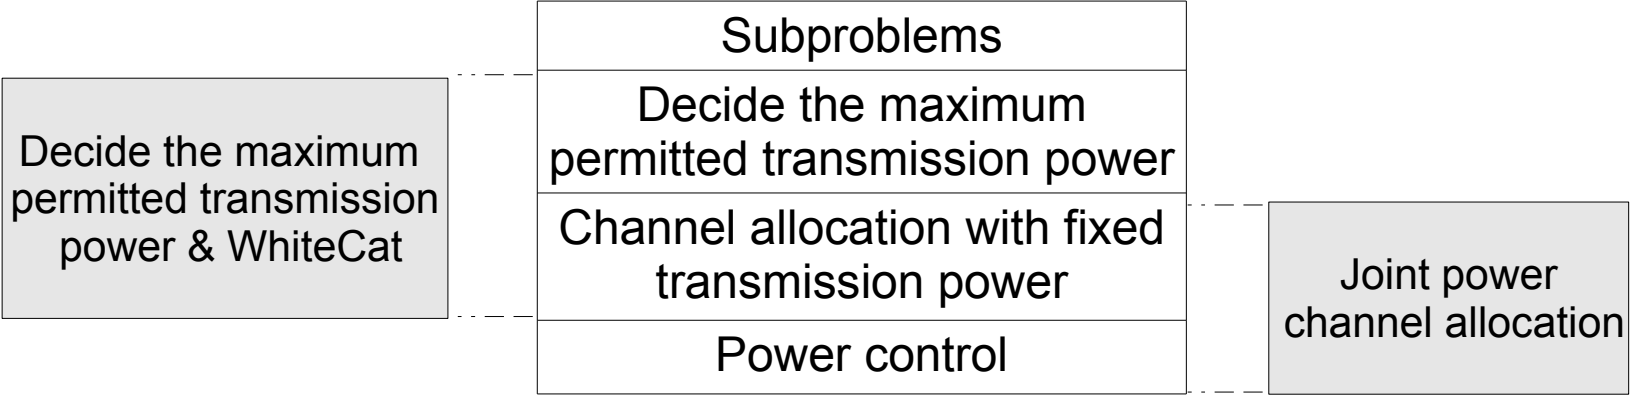 Subproblems
Decide the maximum
permitted transmission power
Channel allocation with fixed
transmission power
Power control
Decide the maximum
permitted transmission
power & WhiteCat
Joint power
channel allocation